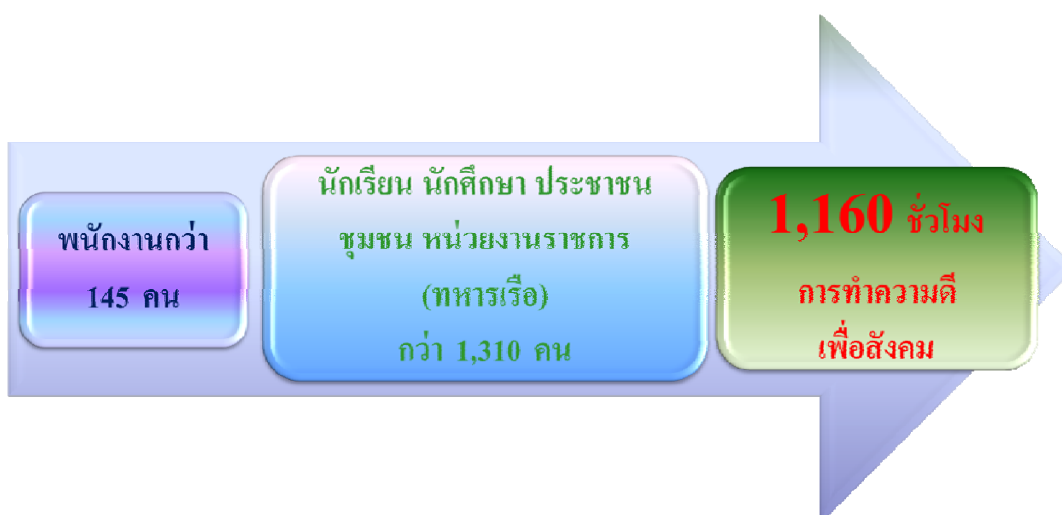 พนักงานกว่า
145 คน
นักเรียน นักศึกษา ประชาชน
ชุมชน หน่วยงานราชการ
(ทหารเรือ)
กว่า 1,310 คน
1,160 ชั่วโมง
การทำความดี
เพื่อสังคม